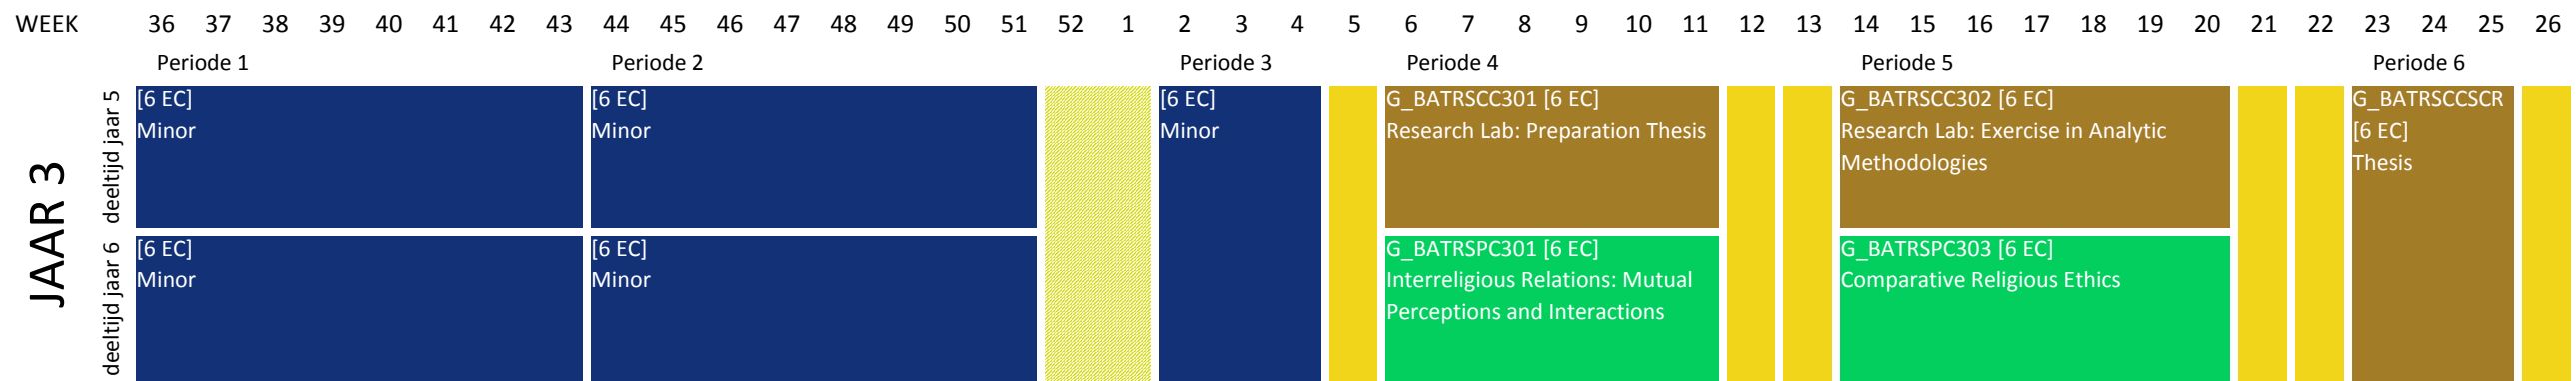 WEEK 36 37 38 39 40 41 42 43 44 45 46 47 48 49 50 51 52 1 2 3 4 5 6 7 8 9 10 11 12 13 14 15 16 17 18 19 20 21 22 23 24 25 26
Periode 1 Periode 2 Periode 3 Periode 4 Periode 5 Periode 6
JAAR 3
deeltijd jaar 5
[6 EC]
Minor
[6 EC]
Minor
[6 EC]
Minor
G_BATRSCC301 [6 EC]
Research Lab: Preparation Thesis
G_BATRSCC302 [6 EC]
Research Lab: Exercise in Analytic
Methodologies
G_BATRSCCSCR
[6 EC]
Thesis
deeltijd jaar 6
[6 EC]
Minor
[6 EC]
Minor
G_BATRSPC301 [6 EC]
Interreligious Relations: Mutual
Perceptions and Interactions
G_BATRSPC303 [6 EC]
Comparative Religious Ethics